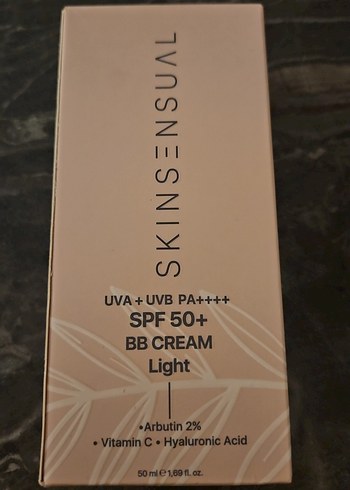 SKINSENSUAL
UVA + UVB PA++++
SPF 50+
BB CREAM
Light
•Arbutin 2%
• Vitamin C • Hyaluronic Acid
50 ml ℮ 1,69 fl. oz.